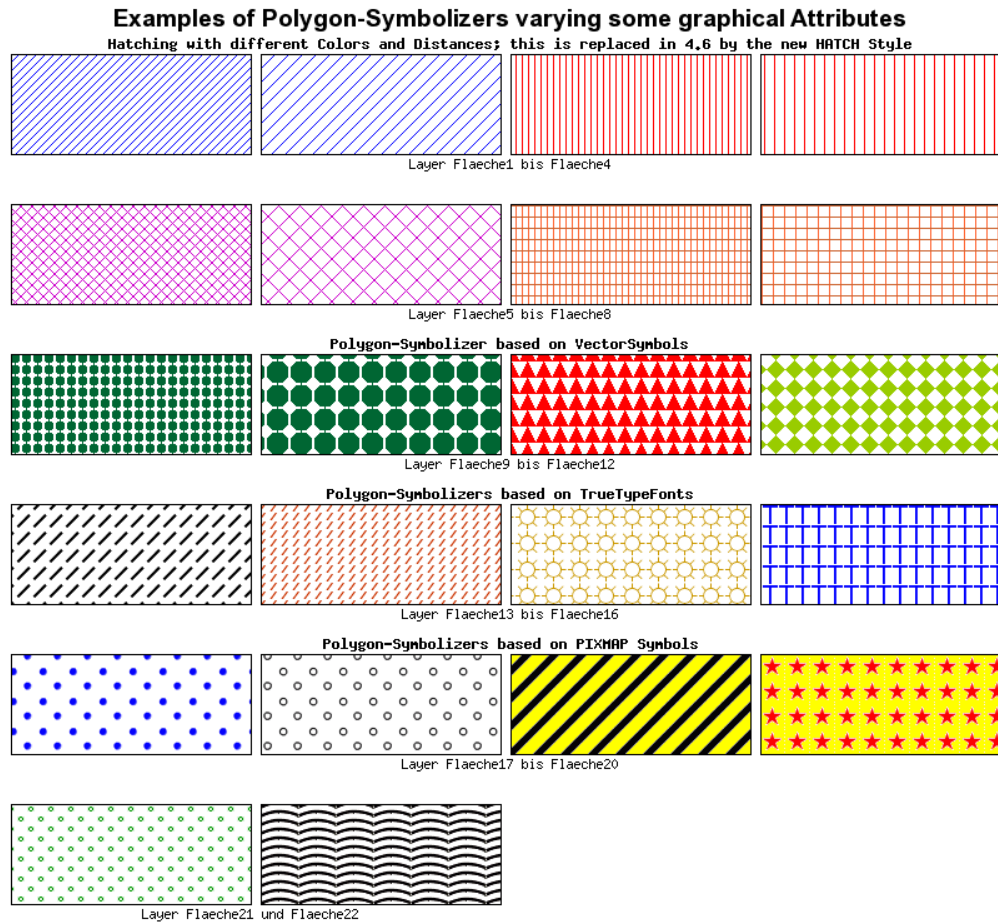 Examples of Polygon-Symbolizers varying some graphical Attributes
Hatching with different Colors and Distances; this is replaced in 4.6 by the new HATCH Style
Layer Flaeche1 bis Flaeche4
Layer Flaeche5 bis Flaeche8
Polygon-Symbolizer based on VectorSymbols
Layer Flaeche9 bis Flaeche12
Polygon-Symbolizers based on TrueTypeFonts
Layer Flaeche13 bis Flaeche16
Polygon-Symbolizers based on PIXMAP Symbols
Layer Flaeche17 bis Flaeche20
Layer Flaeche21 und Flaeche22